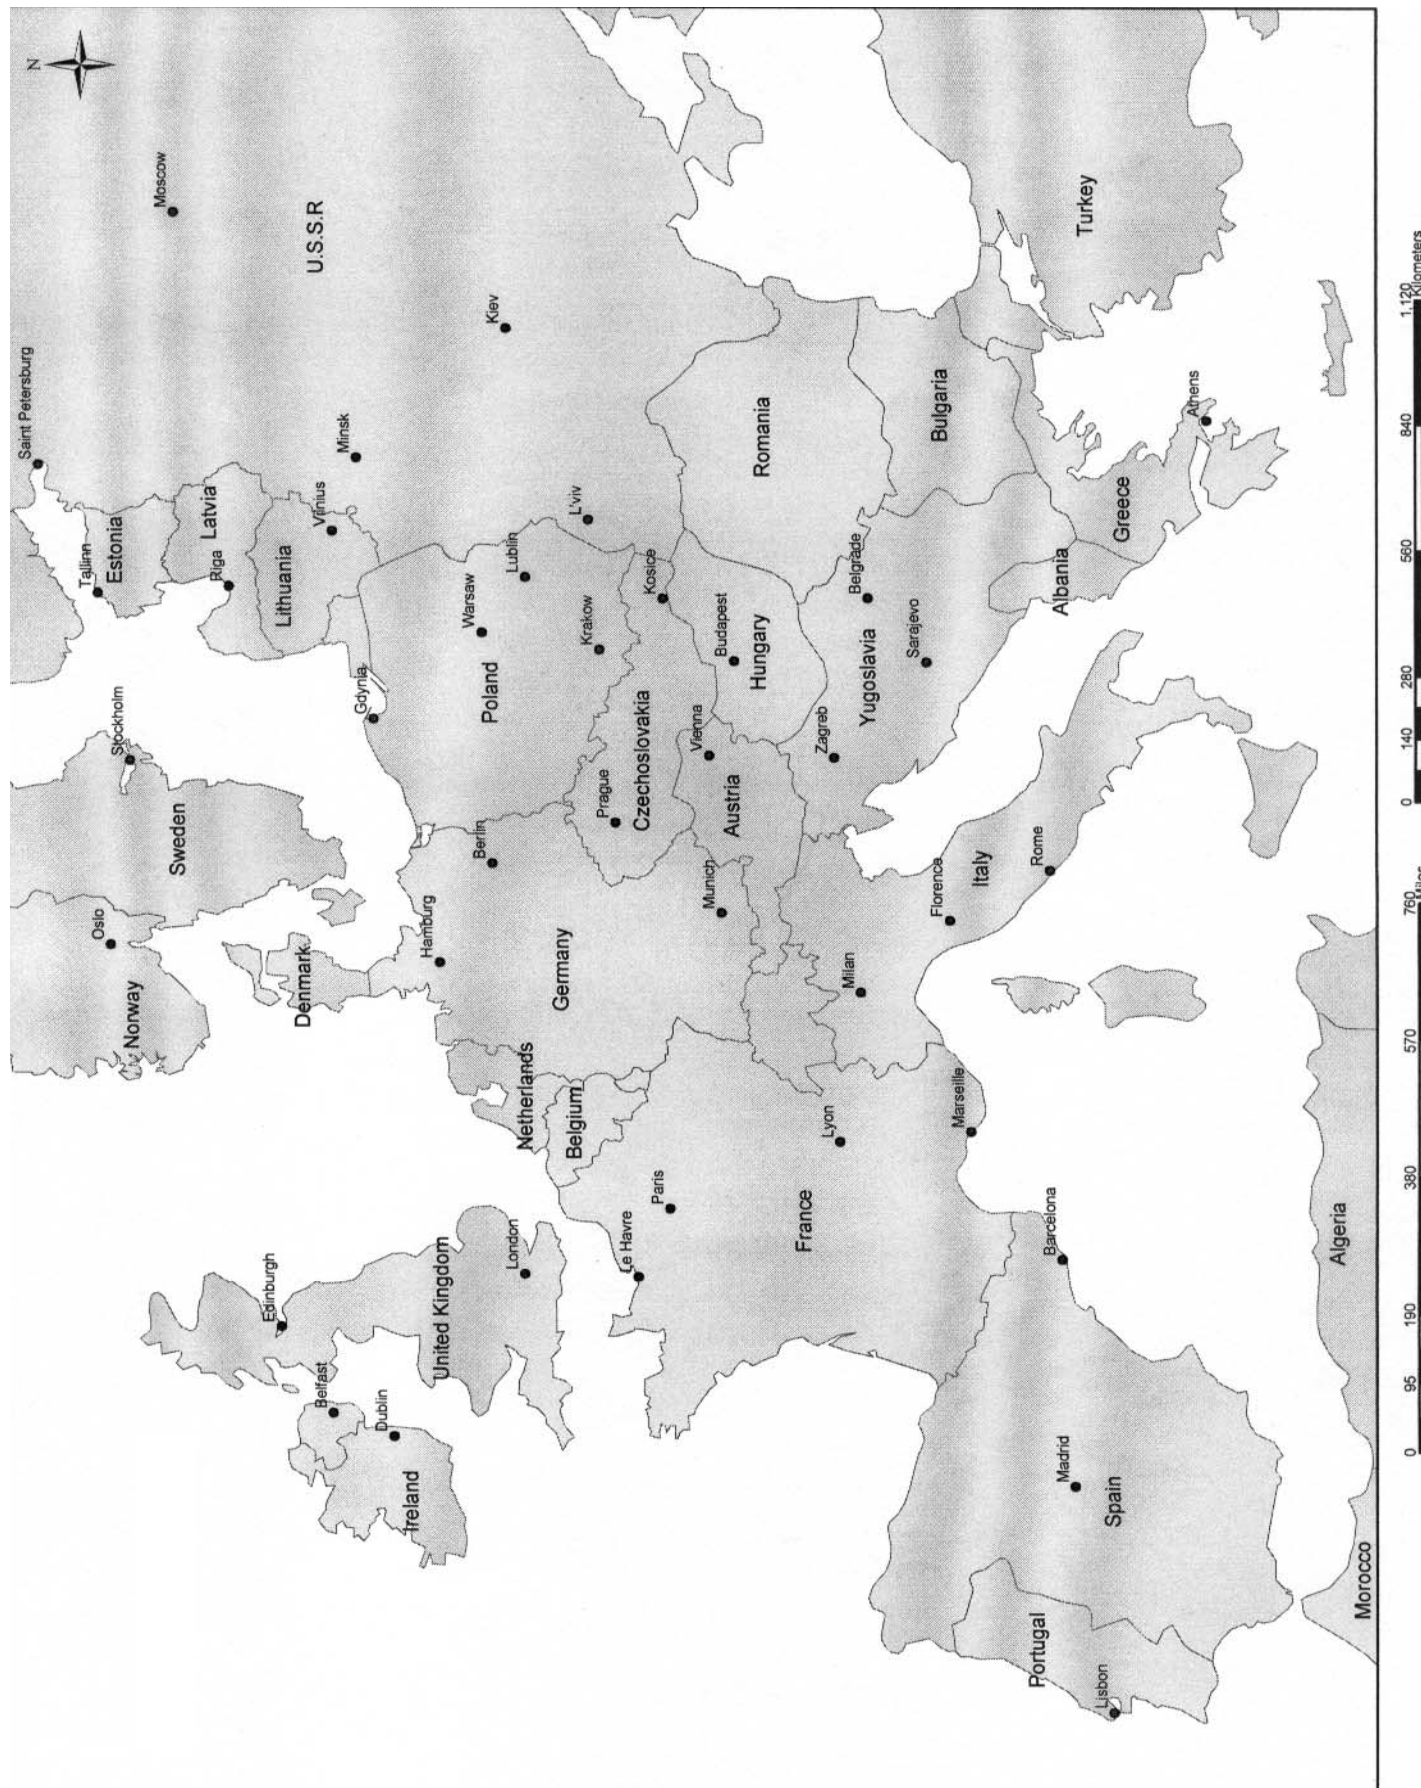 N
Saint Petersburg
Tallinn
Estonia
Moscow
Stockholm
Oslo
Norway
Sweden
Riga
Latvia
Lithuania
Vilnius
Minsk
U.S.S.R
Edinburgh
Belfast
Dublin
Ireland
United Kingdom
London
Denmark
Hamburg
Gdynia
Berlin
Poland
Warsaw
Lublin
Kiev
Netherlands
Belgium
Germany
Prague
Krakow
L'viv
Le Havre
Paris
Czechoslovakia
Kosice
Munich
Vienna
Austria
Budapest
Hungary
Romania
France
Lyon
Milan
Zagreb
Yugoslavia
Belgrade
Sarajevo
Bulgaria
Marseille
Florence
Italy
Rome
Albania
Greece
Athens
Turkey
Barcelona
Madrid
Spain
Portugal
Lisbon
Morocco
Algeria
0 95 190 380 570 760
Miles
0 140 280 560 840 1,120
Kilometers